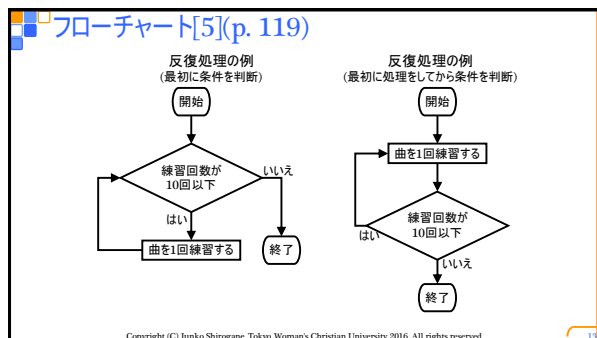 フローチャート[5](p. 119)
反復処理の例
(最初に条件を判断)
開始
練習回数が
10回以下
いいえ
はい
曲を1回練習する
終了
反復処理の例
(最初に処理をしてから条件を判断)
開始
曲を1回練習する
練習回数が
10回以下
はい
いいえ
終了
Copyright (C) Junko Shirogane, Tokyo Woman's Christian University 2016. All rights reserved.